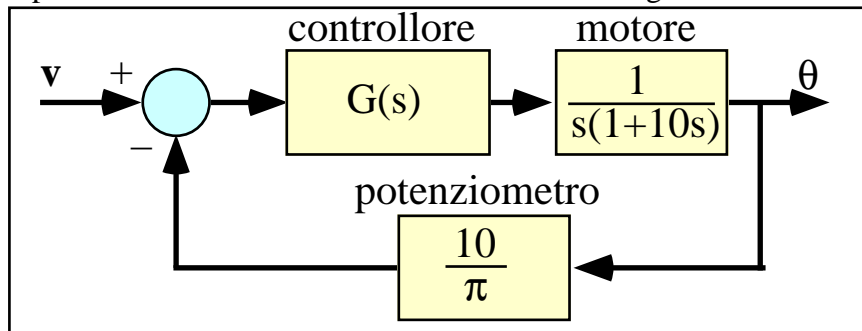 controllore motore
v + G(s) 1 θ
s(1+10s)
−
potenziometro
10
π